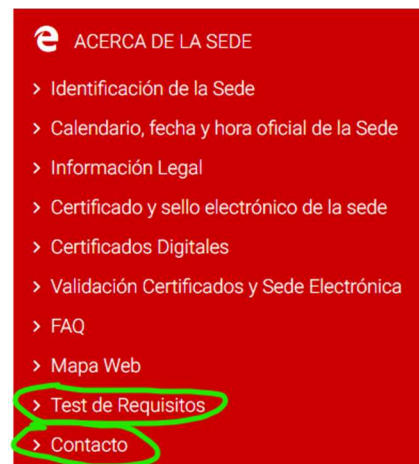 ACERCA DE LA SEDE
> Identificación de la Sede
> Calendario, fecha y hora oficial de la Sede
> Información Legal
> Certificado y sello electrónico de la sede
> Certificados Digitales
> Validación Certificados y Sede Electrónica
> FAQ
> Mapa Web
> Test de Requisitos
> Contacto